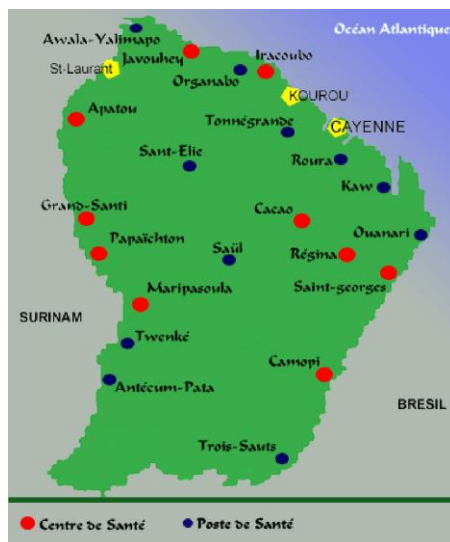 Océan Atlantique
Awala-Yalimapo
Javouhey
Iracoubo
St-Laurant
Organabo
KOUROU
Apatou
Tonnégrande
CAYENNE
Sant-Elie
Roura
Kaw
Grand-Santi
Cacao
Ouanari
Papaïchton
Saül
Régina
Saint-georges
Maripasoula
SURINAM
Twenké
Camopi
Antécum-Pata
BRESIL
Trois-Sauts
Centre de Santé
Poste de Santé